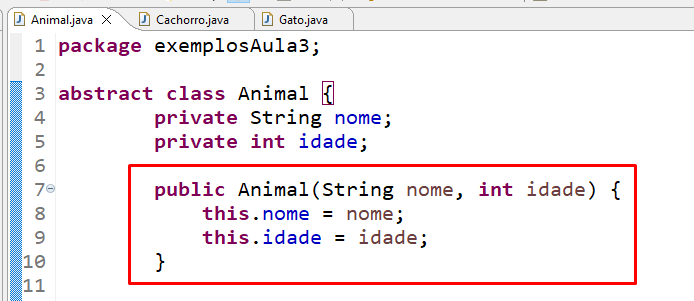 Animal.java Cachorro.java Gato.java
1 package exemplosAula3;
2
3 abstract class Animal {
4 private String nome;
5 private int idade;
6
7 public Animal(String nome, int idade) {
8 this.nome = nome;
9 this.idade = idade;
10 }
11